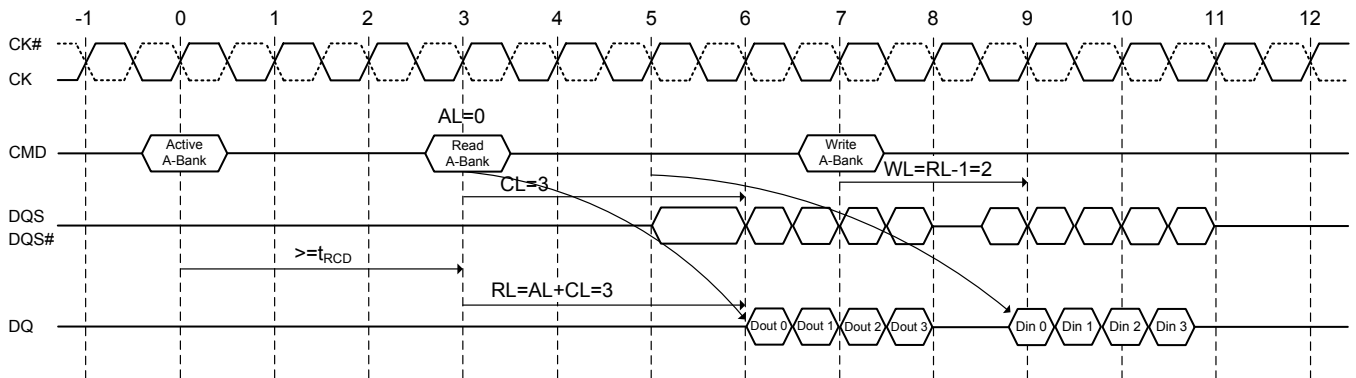 -1 0 1 2 3 4 5 6 7 8 9 10 11 12
CK#
CK
AL=0
CMD Active A-Bank Read A-Bank Write A-Bank
WL=RL-1=2
CL=3
DQS
DQS#
>=tRCD
RL=AL+CL=3
DQ Dout 0 Dout 1 Dout 2 Dout 3 Din 0 Din 1 Din 2 Din 3